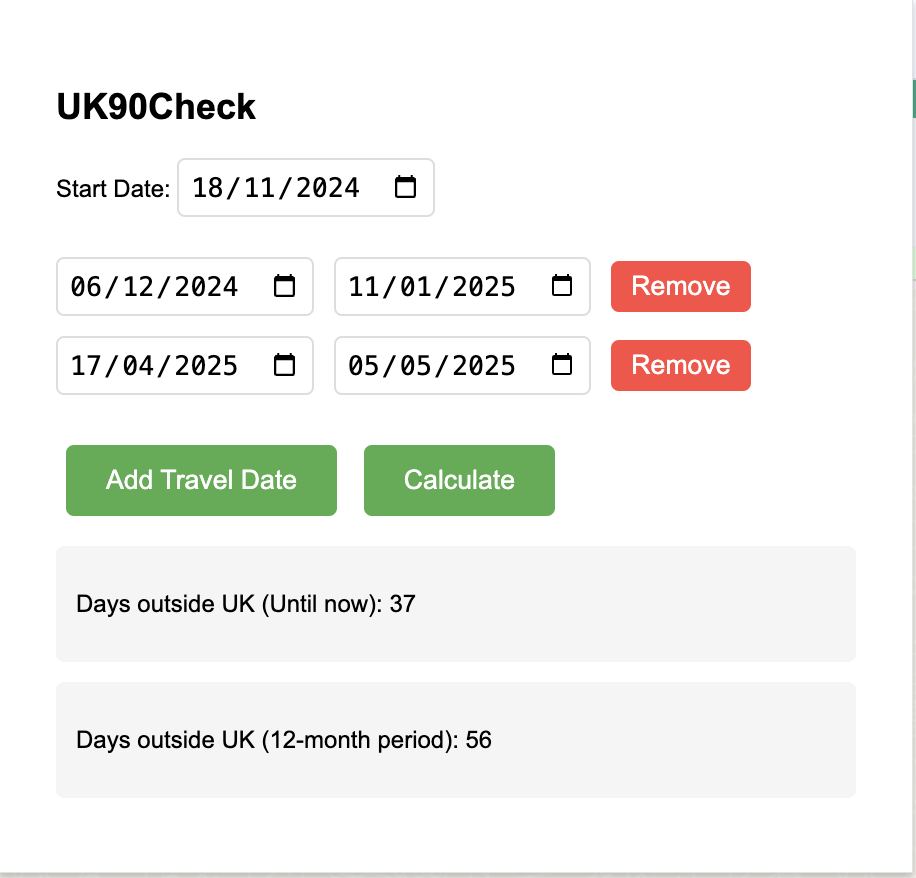 UK90Check
Start Date: 18/11/2024
06/12/2024 11/01/2025 Remove
17/04/2025 05/05/2025 Remove
Add Travel Date Calculate
Days outside UK (Until now): 37
Days outside UK (12-month period): 56